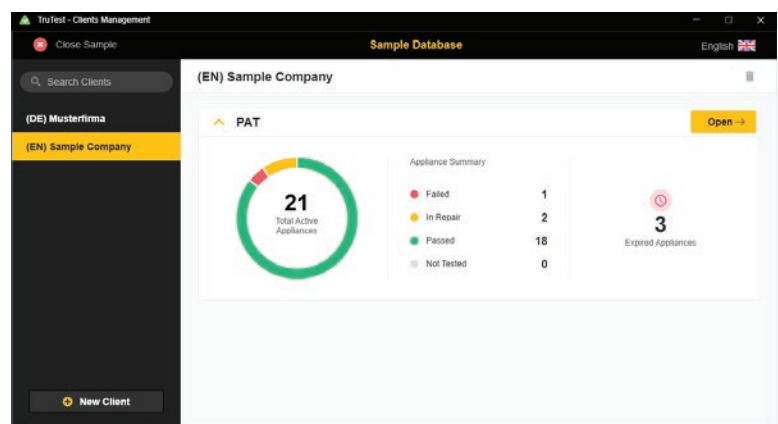 TruTest - Clients Management
Close Sample
Sample Database
English
Search Clients
(EN) Sample Company
(DE) Musterfirma
(EN) Sample Company
PAT
Open →
21
Total Active
Appliances
Appliance Summary
Failed 1
In Repair 2
Passed 18
Not Tested 0
3
Expired Appliances
New Client